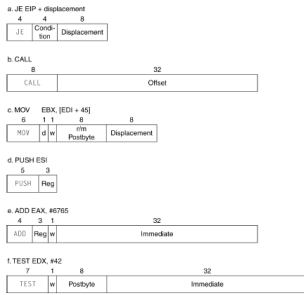 a. JE EIP + displacement
4 4 8
JE Condi-tion Displacement
b. CALL
8 32
CALL Offset
c. MOV EBX, [EDI + 45]
6 1 1 8 8
MOV d w r/m Postbyte Displacement
d. PUSH ESI
5 3
PUSH Reg
e. ADD EAX, #6765
4 3 1 32
ADD Reg w Immediate
f. TEST EDX, #42
7 1 8 32
TEST w Postbyte Immediate